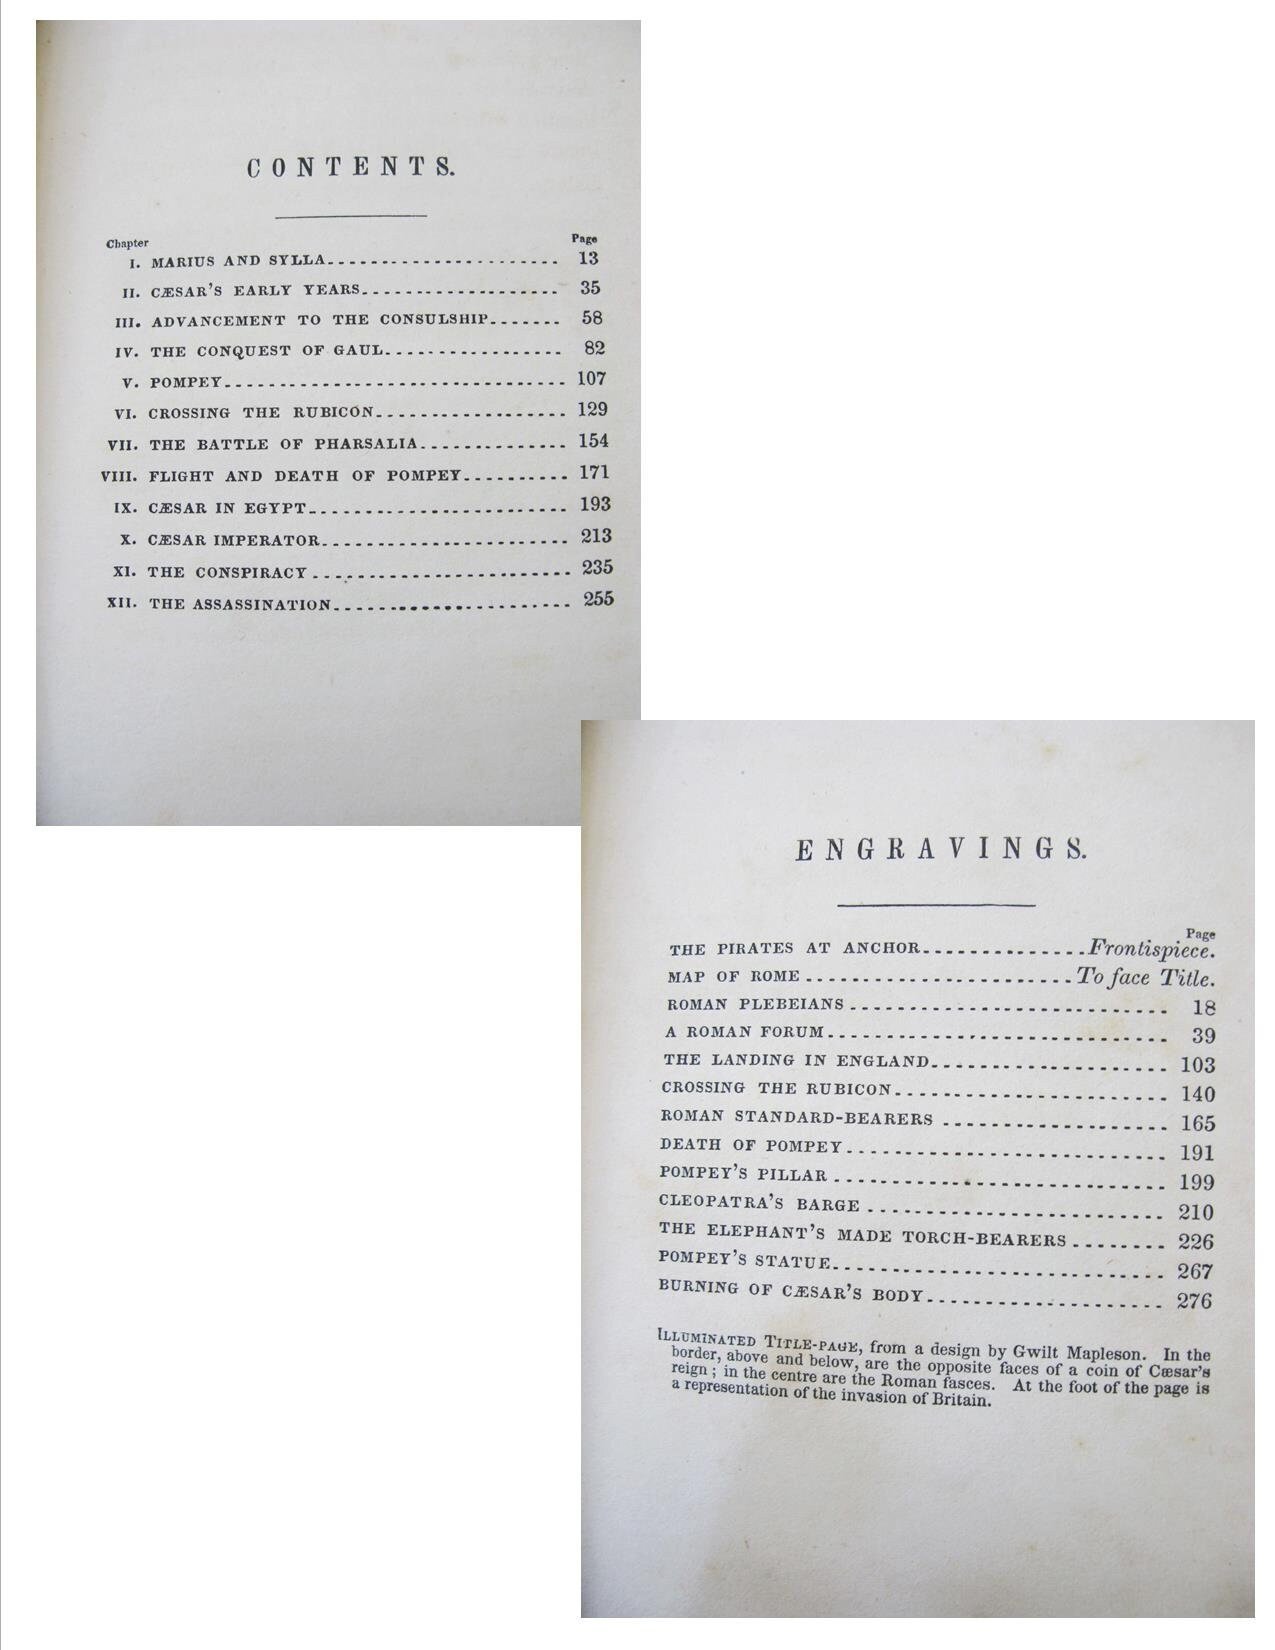 CONTENTS.
Chapter Page
I. MARIUS AND SYLLA 13
II. CÆSAR'S EARLY YEARS 35
III. ADVANCEMENT TO THE CONSULSHIP 58
IV. THE CONQUEST OF GAUL 82
V. POMPEY 107
VI. CROSSING THE RUBICON 129
VII. THE BATTLE OF PHARSALIA 154
VIII. FLIGHT AND DEATH OF POMPEY 171
IX. CÆSAR IN EGYPT 193
X. CÆSAR IMPERATOR 213
XI. THE CONSPIRACY 235
XII. THE ASSASSINATION 255
ENGRAVINGS.
Page
THE PIRATES AT ANCHOR Frontispiece.
MAP OF ROME To face Title.
ROMAN PLEBEIANS 18
A ROMAN FORUM 39
THE LANDING IN ENGLAND 103
CROSSING THE RUBICON 140
ROMAN STANDARD-BEARERS 165
DEATH OF POMPEY 191
POMPEY'S PILLAR 199
CLEOPATRA'S BARGE 210
THE ELEPHANT'S MADE TORCH-BEARERS 226
POMPEY'S STATUE 267
BURNING OF CÆSAR'S BODY 276
ILLUMINATED TITLE-PAGE, from a design by Gwilt Mapleson. In the
border, above and below, are the opposite faces of a coin of Cæsar's
reign; in the centre are the Roman fasces. At the foot of the page is
a representation of the invasion of Britain.